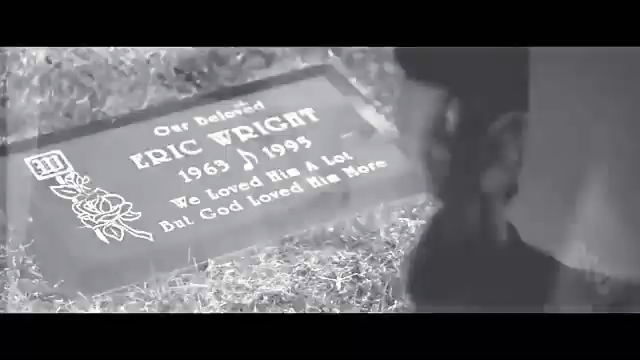 Our Beloved
ERIC WRIGHT
1963 1995
We Loved Him A Lot
But God Loved Him More
W